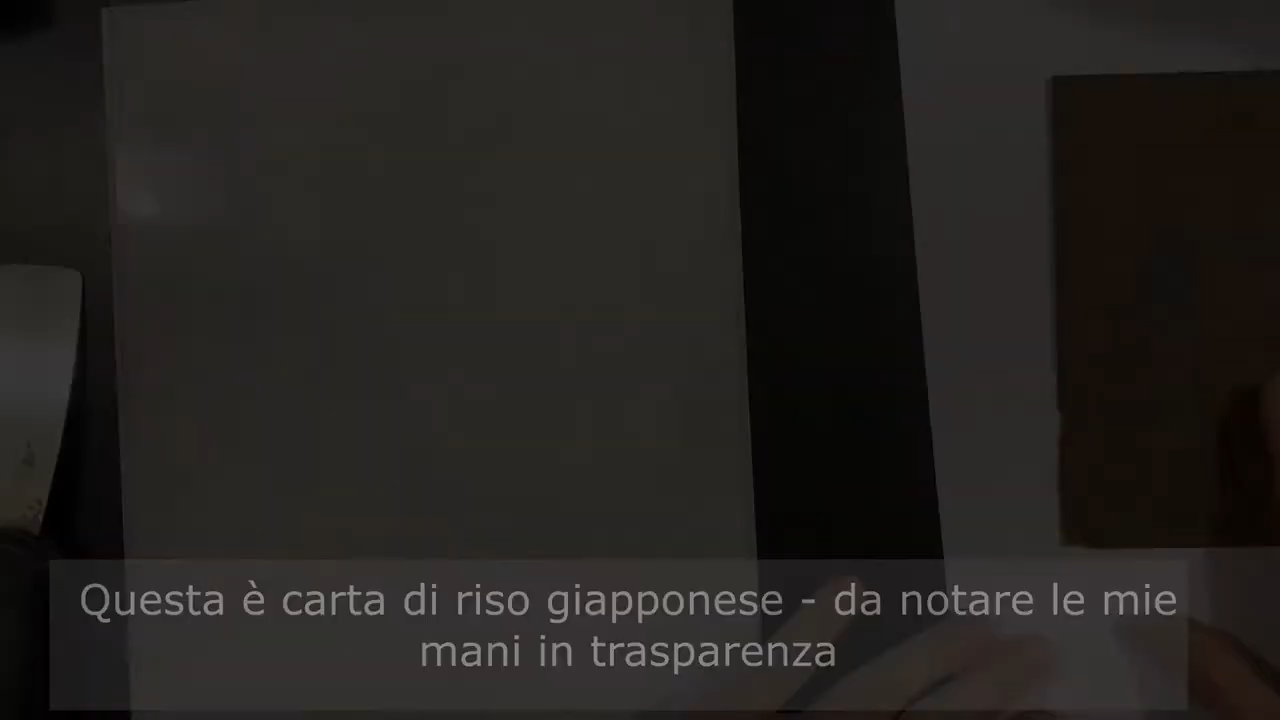 Questa è carta di riso giapponese - da notare le mie
mani in trasparenza